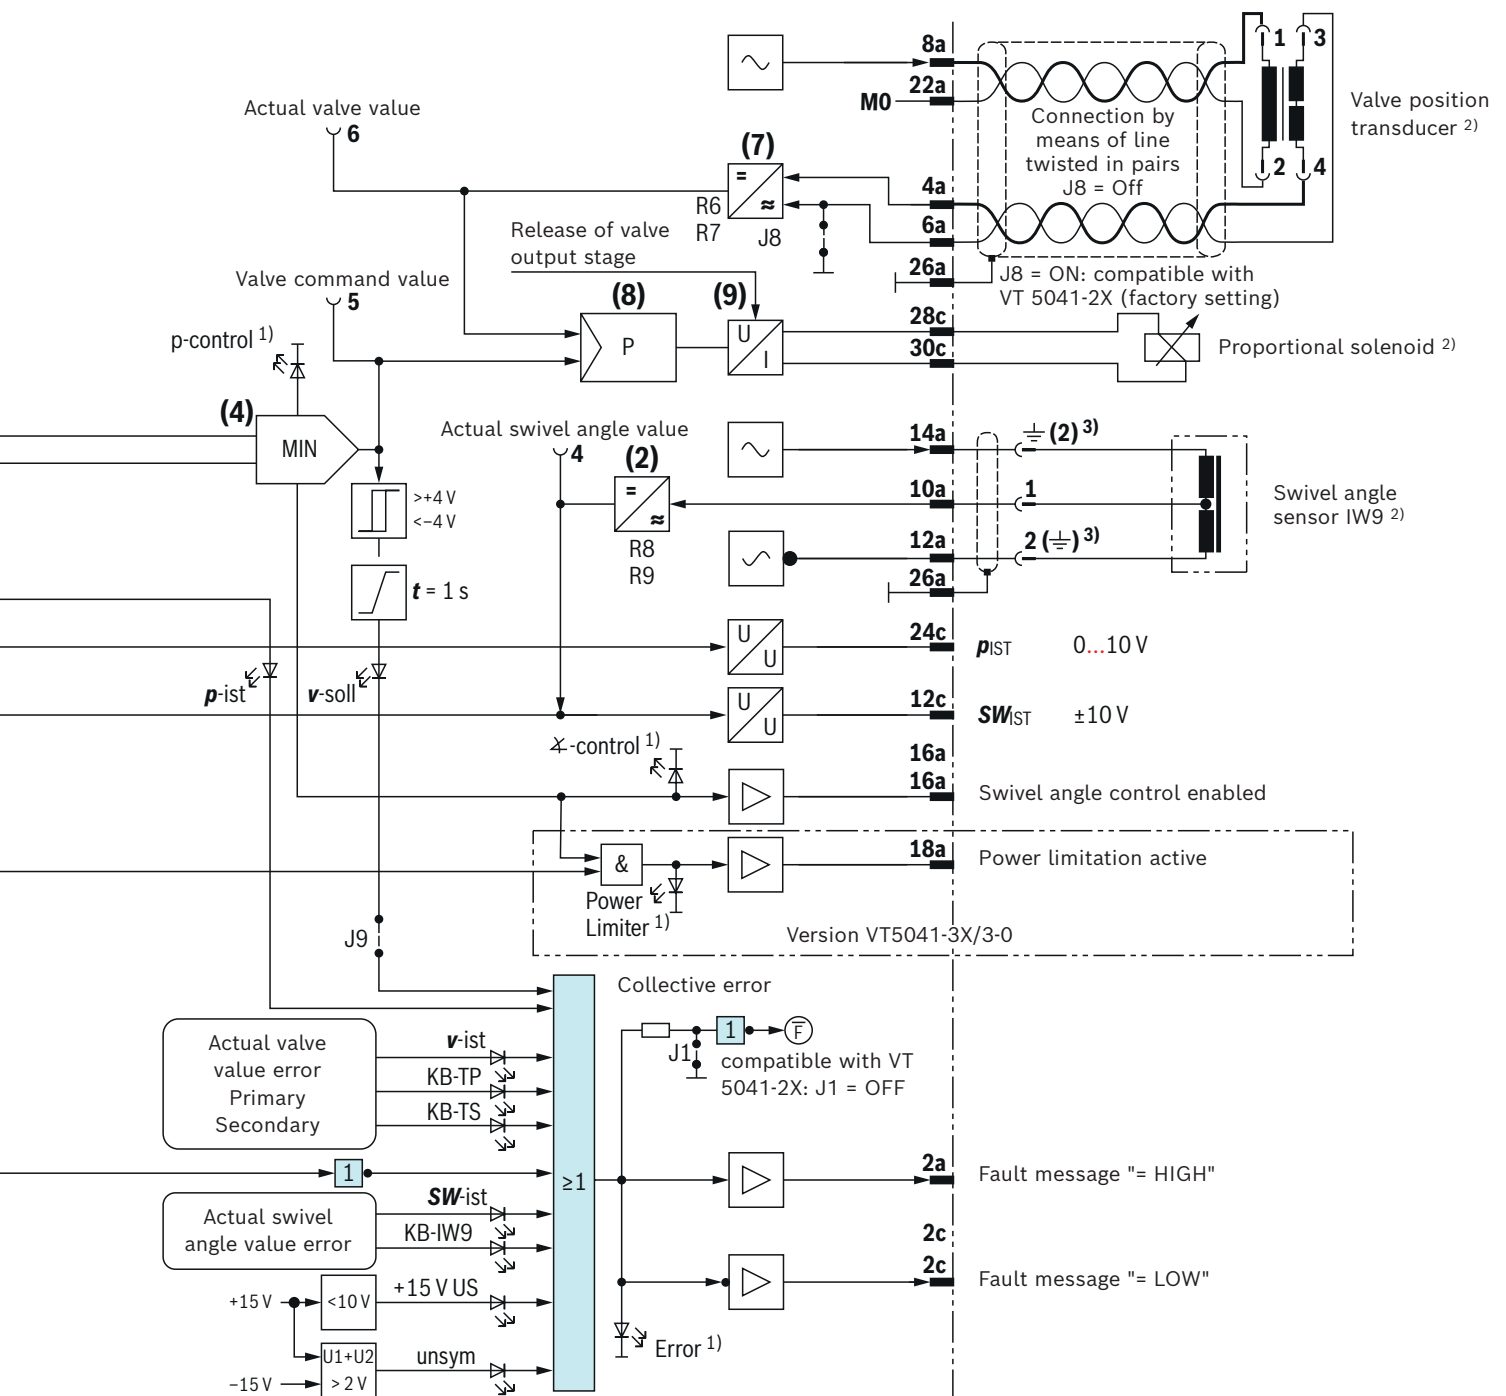 8a
1
3
22a
M0
Valve position
transducer 2)
Connection by
means of line
twisted in pairs
J8 = Off
2
4
Actual valve value
6
(7)
=
≈
4a
R6
R7
J8
6a
Release of valve
output stage
26a
J8 = ON: compatible with
VT 5041-2X (factory setting)
Valve command value
5
(8)
(9)
28c
p-control 1)
P
U
I
30c
Proportional solenoid 2)
(4)
MIN
Actual swivel angle value
4
(2)
14a
(2) 3)
>+4 V
<–4 V
=
≈
10a
1
Swivel angle
sensor IW9 2)
R8
R9
12a
2 ( ) 3)
26a
t = 1 s
U
U
24c
pIST 0...10 V
p-ist
v-soll
U
U
12c
SWIST ±10 V
∡-control 1)
16a
16a
Swivel angle control enabled
&
18a
Power limitation active
Power
Limiter 1)
Version VT5041-3X/3-0
J9
Collective error
Actual valve
value error
Primary
Secondary
v-ist
KB-TP
KB-TS
J1
1
F
compatible with VT
5041-2X: J1 = OFF
1
≥1
2a
Fault message "= HIGH"
Actual swivel
angle value error
SW-ist
KB-IW9
2c
2c
Fault message "= LOW"
+15 V
<10 V
+15 V US
Error 1)
U1+U2
> 2 V
unsym
–15 V